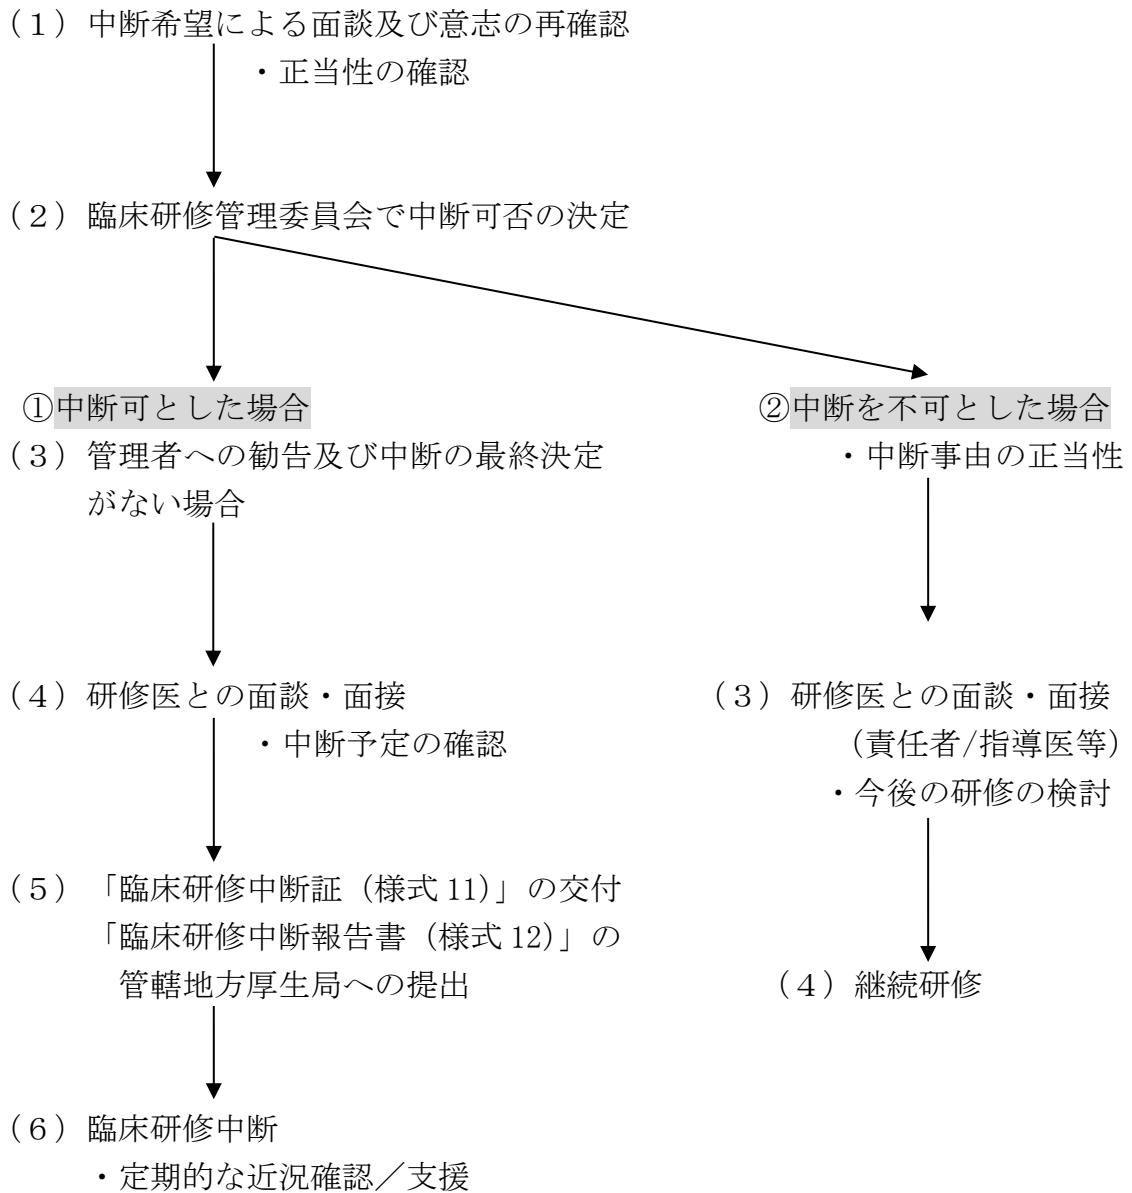 （１）中断希望による面談及び意志の再確認
・正当性の確認
（２）臨床研修管理委員会で中断可否の決定
①中断可とした場合
（３）管理者への勧告及び中断の最終決定
がない場合
（４）研修医との面談・面接
・中断予定の確認
（５）「臨床研修中断証（様式11）」の交付
「臨床研修中断報告書（様式12）」の
管轄地方厚生局への提出
（６）臨床研修中断
・定期的な近況確認／支援
②中断を不可とした場合
・中断事由の正当性
（３）研修医との面談・面接
（責任者/指導医等）
・今後の研修の検討
（４）継続研修